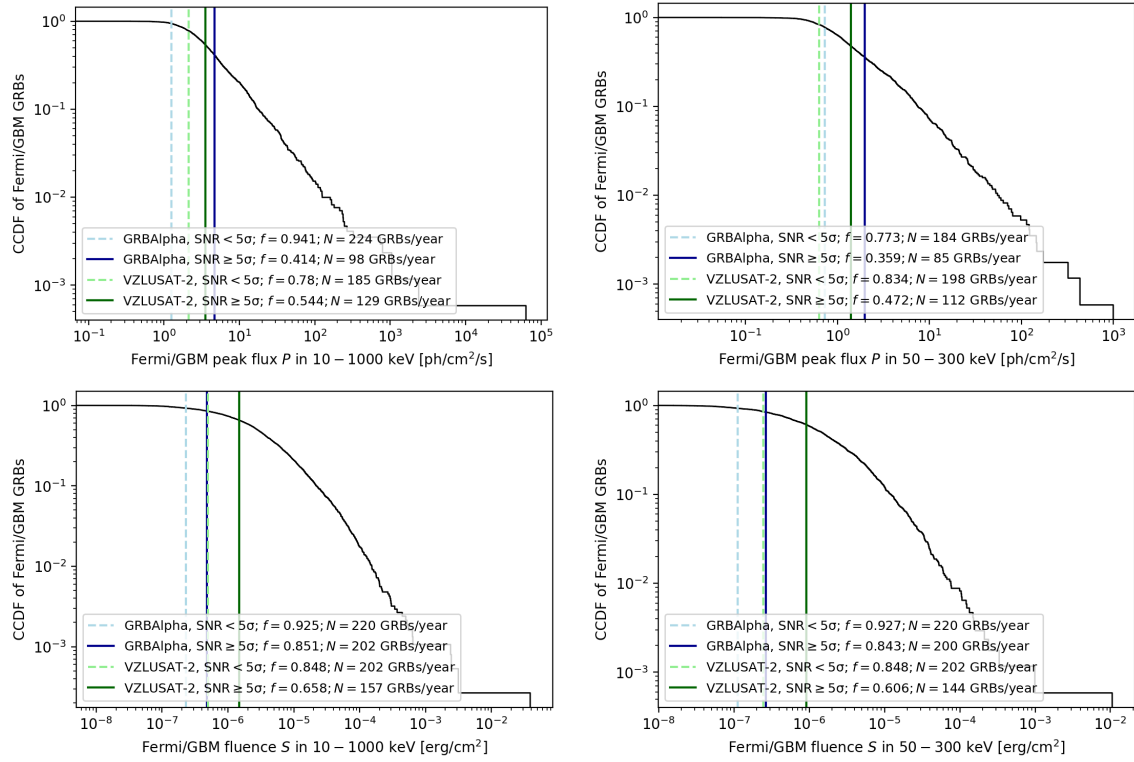 CCDF of Fermi/GBM GRBs
10⁰
10⁻¹
10⁻²
10⁻³
GRBAlpha, SNR < 5σ; f = 0.941; N = 224 GRBs/year
GRBAlpha, SNR ≥ 5σ; f = 0.414; N = 98 GRBs/year
VZLUSAT-2, SNR < 5σ; f = 0.78; N = 185 GRBs/year
VZLUSAT-2, SNR ≥ 5σ; f = 0.544; N = 129 GRBs/year
10⁻¹ 10⁰ 10¹ 10² 10³ 10⁴ 10⁵
Fermi/GBM peak flux P in 10 − 1000 keV [ph/cm²/s]
CCDF of Fermi/GBM GRBs
10⁰
10⁻¹
10⁻²
10⁻³
GRBAlpha, SNR < 5σ; f = 0.773; N = 184 GRBs/year
GRBAlpha, SNR ≥ 5σ; f = 0.359; N = 85 GRBs/year
VZLUSAT-2, SNR < 5σ; f = 0.834; N = 198 GRBs/year
VZLUSAT-2, SNR ≥ 5σ; f = 0.472; N = 112 GRBs/year
10⁻¹ 10⁰ 10¹ 10² 10³
Fermi/GBM peak flux P in 50 − 300 keV [ph/cm²/s]
CCDF of Fermi/GBM GRBs
10⁰
10⁻¹
10⁻²
10⁻³
GRBAlpha, SNR < 5σ; f = 0.925; N = 220 GRBs/year
GRBAlpha, SNR ≥ 5σ; f = 0.851; N = 202 GRBs/year
VZLUSAT-2, SNR < 5σ; f = 0.848; N = 202 GRBs/year
VZLUSAT-2, SNR ≥ 5σ; f = 0.658; N = 157 GRBs/year
10⁻⁸ 10⁻⁷ 10⁻⁶ 10⁻⁵ 10⁻⁴ 10⁻³ 10⁻²
Fermi/GBM fluence S in 10 − 1000 keV [erg/cm²]
CCDF of Fermi/GBM GRBs
10⁰
10⁻¹
10⁻²
10⁻³
GRBAlpha, SNR < 5σ; f = 0.927; N = 220 GRBs/year
GRBAlpha, SNR ≥ 5σ; f = 0.843; N = 200 GRBs/year
VZLUSAT-2, SNR < 5σ; f = 0.848; N = 202 GRBs/year
VZLUSAT-2, SNR ≥ 5σ; f = 0.606; N = 144 GRBs/year
10⁻⁸ 10⁻⁷ 10⁻⁶ 10⁻⁵ 10⁻⁴ 10⁻³ 10⁻²
Fermi/GBM fluence S in 50 − 300 keV [erg/cm²]